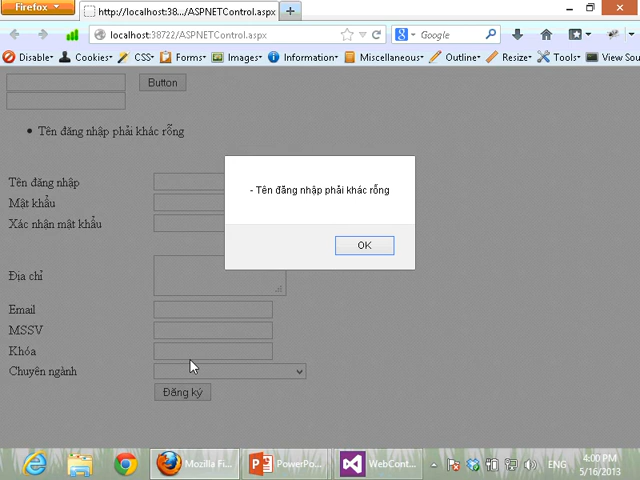 Firefox
http://localhost:38.../ASPNETControl.aspx
localhost:38722/ASPNETControl.aspx
Google
Disable
Cookies
CSS
Forms
Images
Information
Miscellaneous
Outline
Resize
Tools
View Sou
Button
Tên đăng nhập phải khác rỗng
- Tên đăng nhập phải khác rỗng
OK
Tên đăng nhập
Mật khẩu
Xác nhận mật khẩu
Địa chỉ
Email
MSSV
Khóa
Chuyên ngành
Đăng ký
Mozilla Fi...
PowerPo...
WebCont...
ENG
4:00 PM
5/16/2013